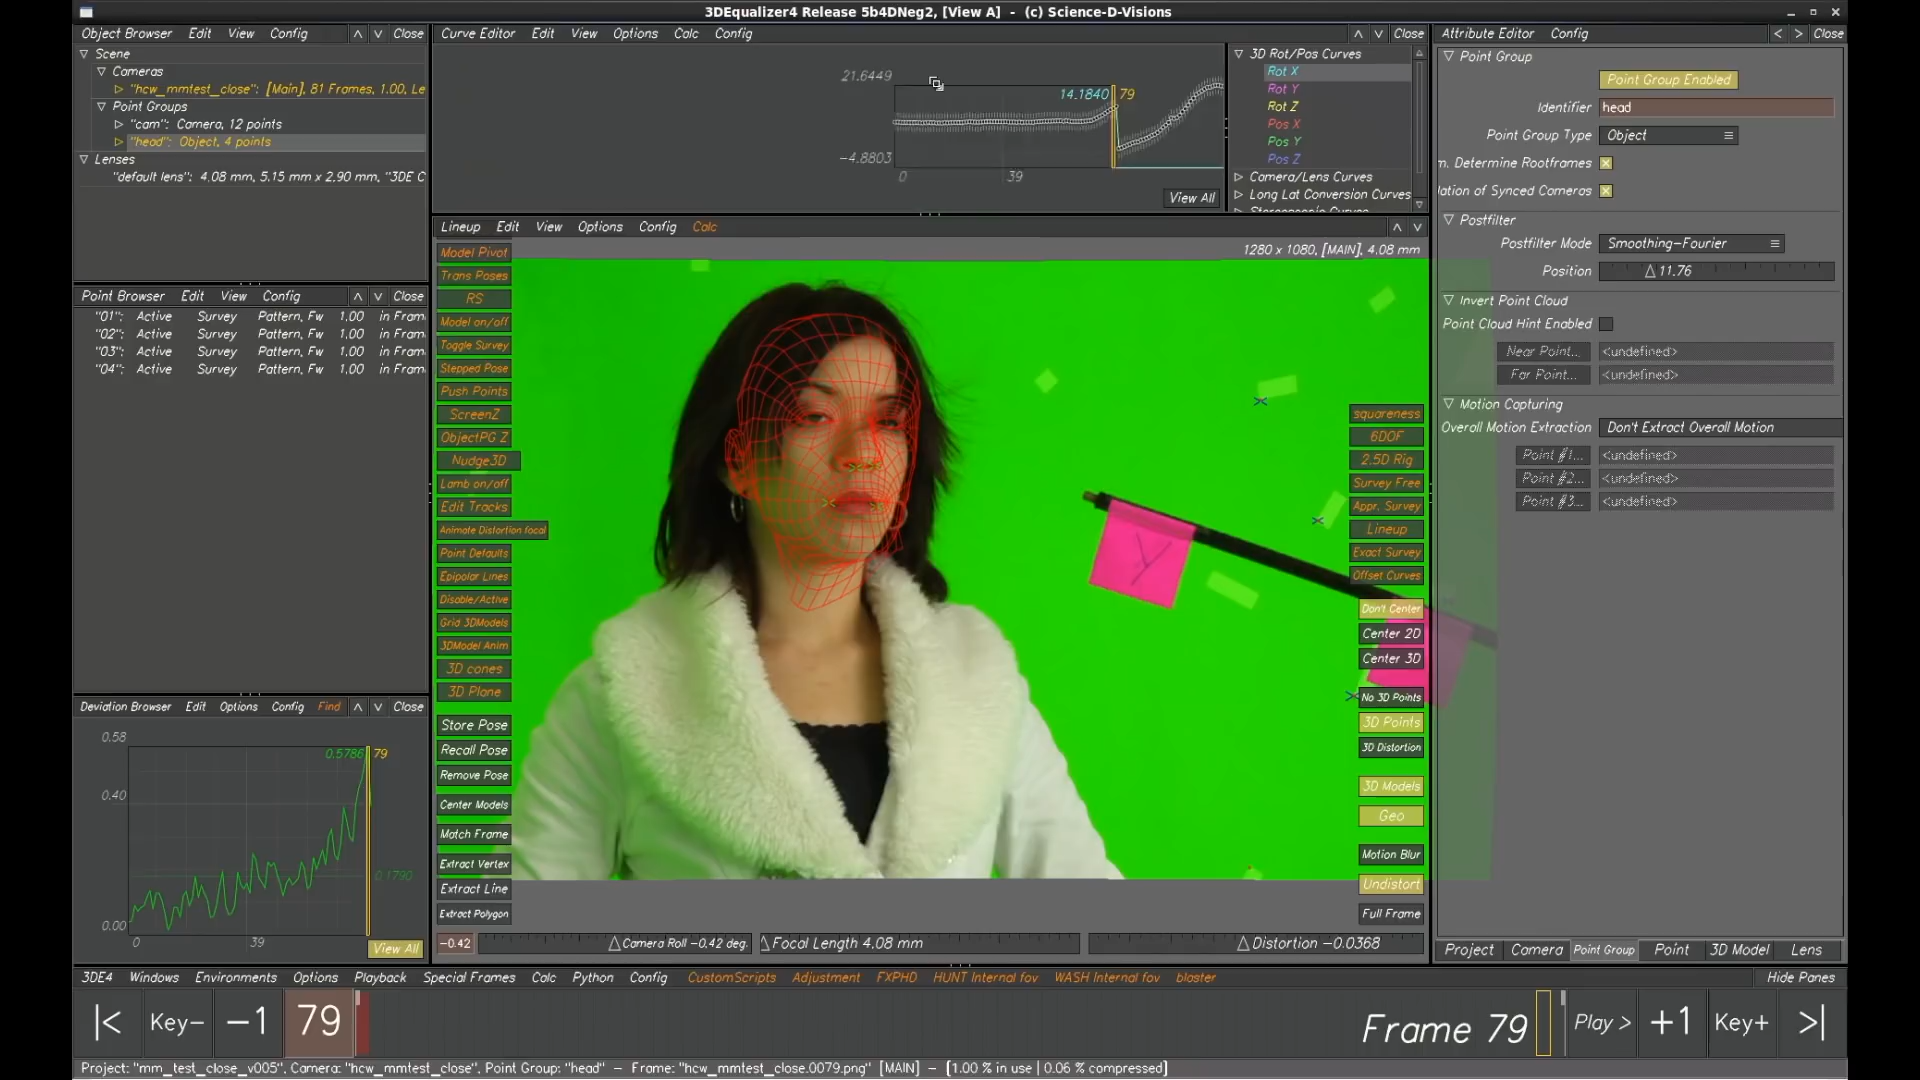 3DEqualizer4 Release 5b4DNeg2, [View A]  -  (c) Science-D-Visions
Object Browser Edit View Config Close
Scene
Cameras
"hcw_mmtest_close": [Main], 81 Frames, 1.00, Le
Point Groups
"cam": Camera, 12 points
"head": Object, 4 points
Lenses
"default lens": 4.08 mm, 5.15 mm x 2.90 mm, "3DE C
Point Browser Edit View Config Close
"01": Active Survey Pattern, Fw 1.00 in Fram
"02": Active Survey Pattern, Fw 1.00 in Fram
"03": Active Survey Pattern, Fw 1.00 in Fram
"04": Active Survey Pattern, Fw 1.00 in Fram
Deviation Browser Edit Options Config Find Close
0.58
0.5786 79
0.40
0.1790
0.00
0 39
View All
Curve Editor Edit View Options Calc Config Close
21.6449
14.1840 79
-4.8803
0 39
View All
3D Rot/Pos Curves
Rot X
Rot Y
Rot Z
Pos X
Pos Y
Pos Z
Camera/Lens Curves
Long Lat Conversion Curves
Stereoscopic Curves
Lineup Edit View Options Config Calc
1280 x 1080, [MAIN], 4.08 mm
Model Pivot
Trans Poses
RS
Model on/off
Toggle Survey
Stepped Pose
Push Points
ScreenZ
ObjectPG Z
Nudge3D
Lamb on/off
Edit Tracks
Animate Distortion focal
Point Defaults
Epipolar Lines
Disable/Active
Grid 3DModels
3DModel Anim
3D cones
3D Plane
Store Pose
Recall Pose
Remove Pose
Center Models
Match Frame
Extract Vertex
Extract Line
Extract Polygon
Y
squareness
6DOF
2.5D Rig
Survey Free
Appr. Survey
Lineup
Exact Survey
Offset Curves
Don't Center
Center 2D
Center 3D
No 3D Points
3D Points
3D Distortion
3D Models
Geo
Motion Blur
Undistort
Full Frame
-0.42 Camera Roll -0.42 deg. Focal Length 4.08 mm Distortion -0.0368
Attribute Editor Config Close
Point Group
Point Group Enabled
Identifier head
Point Group Type Object
m. Determine Rootframes
lation of Synced Cameras
Postfilter
Postfilter Mode Smoothing-Fourier
Position 11.76
Invert Point Cloud
Point Cloud Hint Enabled
Near Point... <undefined>
Far Point... <undefined>
Motion Capturing
Overall Motion Extraction Don't Extract Overall Motion
Point #1... <undefined>
Point #2... <undefined>
Point #3... <undefined>
Project Camera Point Group Point 3D Model Lens
3DE4 Windows Environments Options Playback Special Frames Calc Python Config CustomScripts Adjustment FXPHD HUNT Internal fov WASH Internal fov blaster Hide Panes
|< Key- -1 79 Frame 79 Play > +1 Key+ >|
Project: "mm_test_close_v005", Camera: "hcw_mmtest_close", Point Group: "head"  -  Frame: "hcw_mmtest_close.0079.png"  [MAIN]  -  [1.00 % in use | 0.06 % compressed]